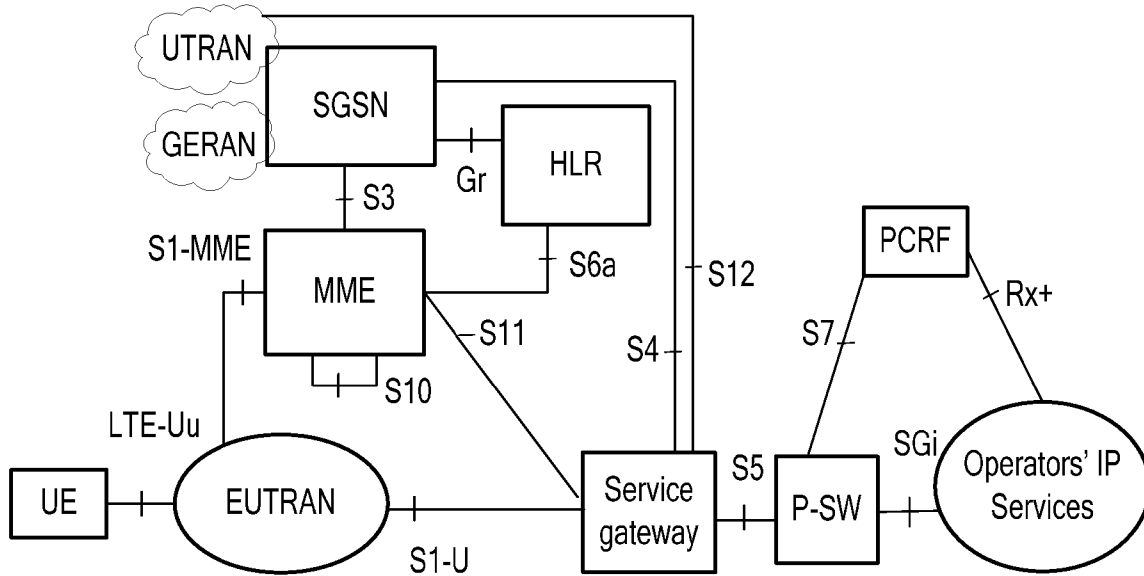 UTRAN
SGSN
GERAN
HLR
Gr
S3
S1-MME
PCRF
S6a
S12
MME
Rx+
S11
S7
S4
S10
LTE-Uu
SGi
Operators' IP
Services
S5
UE
EUTRAN
Service
gateway
P-SW
S1-U